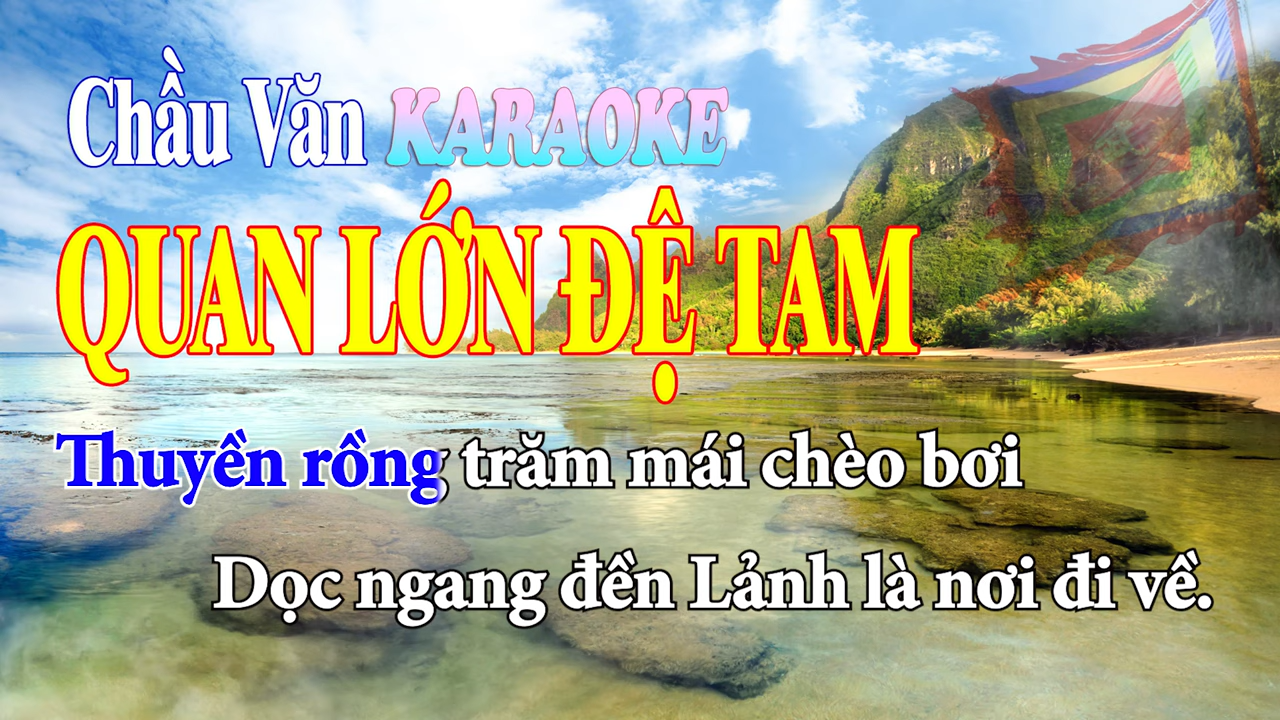 Chầu Văn KARAOKE
QUAN LỚN ĐỆ TAM
Thuyền rồng trăm mái chèo bơi
Dọc ngang đền Lảnh là nơi đi về.